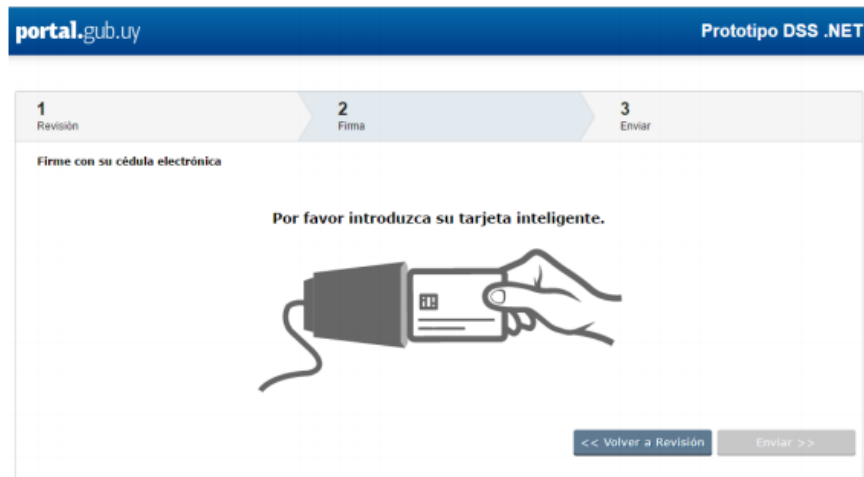 portal.gub.uy
Prototipo DSS .NET
1
Revisión
2
Firma
3
Enviar
Firme con su cédula electrónica
Por favor introduzca su tarjeta inteligente.
<< Volver a Revisión
Enviar >>